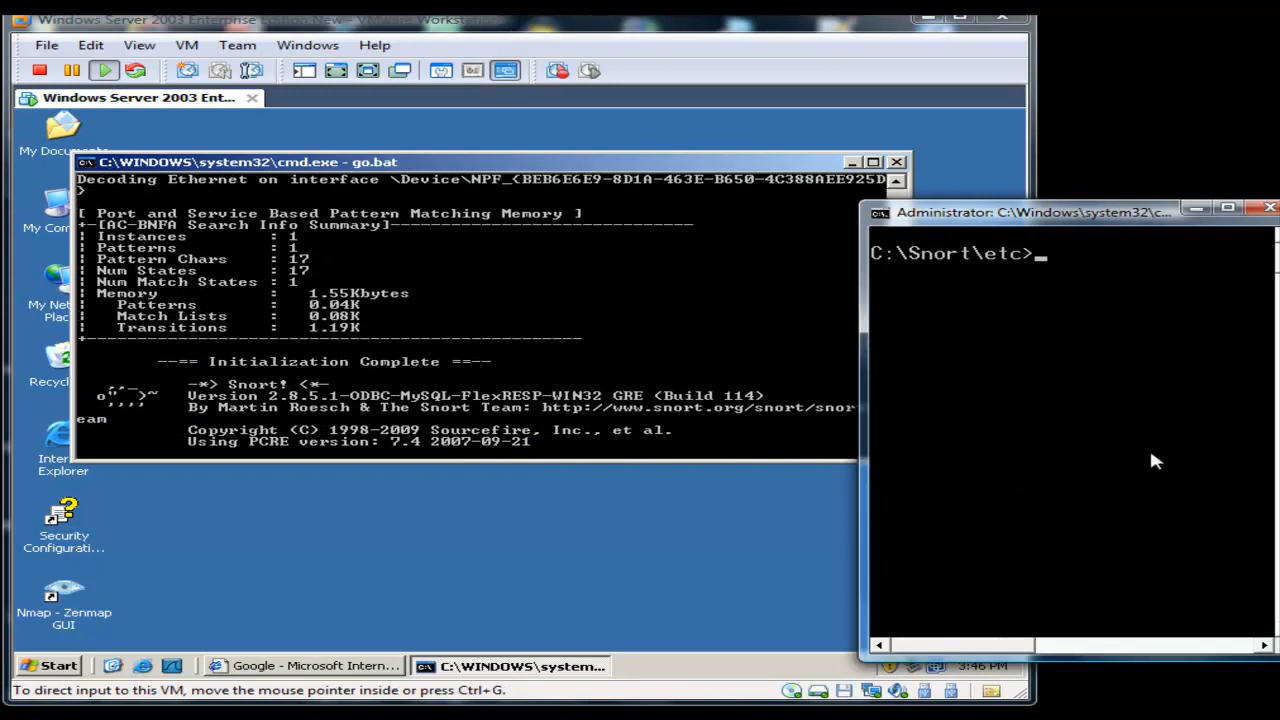 Windows Server 2003 Enterprise Edition New - VMware Workstation
File Edit View VM Team Windows Help
Windows Server 2003 Ent...
My Docu
My Com
My Net
Place
Recyc
Inter
Explorer
Security
Configurati...
Nmap - Zenmap
GUI
C:\WINDOWS\system32\cmd.exe - go.bat
Decoding Ethernet on interface \Device\NPF_{BEB6E6E9-8D1A-463E-B650-4C388AEE925D
}
[ Port and Service Based Pattern Matching Memory ]
+-[AC-BNFA Search Info Summary]------------------------------
| Instances : 1
| Patterns : 1
| Pattern Chars : 17
| Num States : 17
| Num Match States : 1
| Memory : 1.55Kbytes
| Patterns : 0.04K
| Match Lists : 0.08K
| Transitions : 1.19K
+-------------------------------------------------
--== Initialization Complete ==--
,,_ -*> Snort! <*-
o"  )~ Version 2.8.5.1-ODBC-MySQL-FlexRESP-WIN32 GRE (Build 114)
'''' By Martin Roesch & The Snort Team: http://www.snort.org/snort/snor
eam
Copyright (C) 1998-2009 Sourcefire, Inc., et al.
Using PCRE version: 7.4 2007-09-21
Administrator: C:\Windows\system32\c...
C:\Snort\etc>_
Start
Google - Microsoft Intern...
C:\WINDOWS\system...
3:46 PM
To direct input to this VM, move the mouse pointer inside or press Ctrl+G.